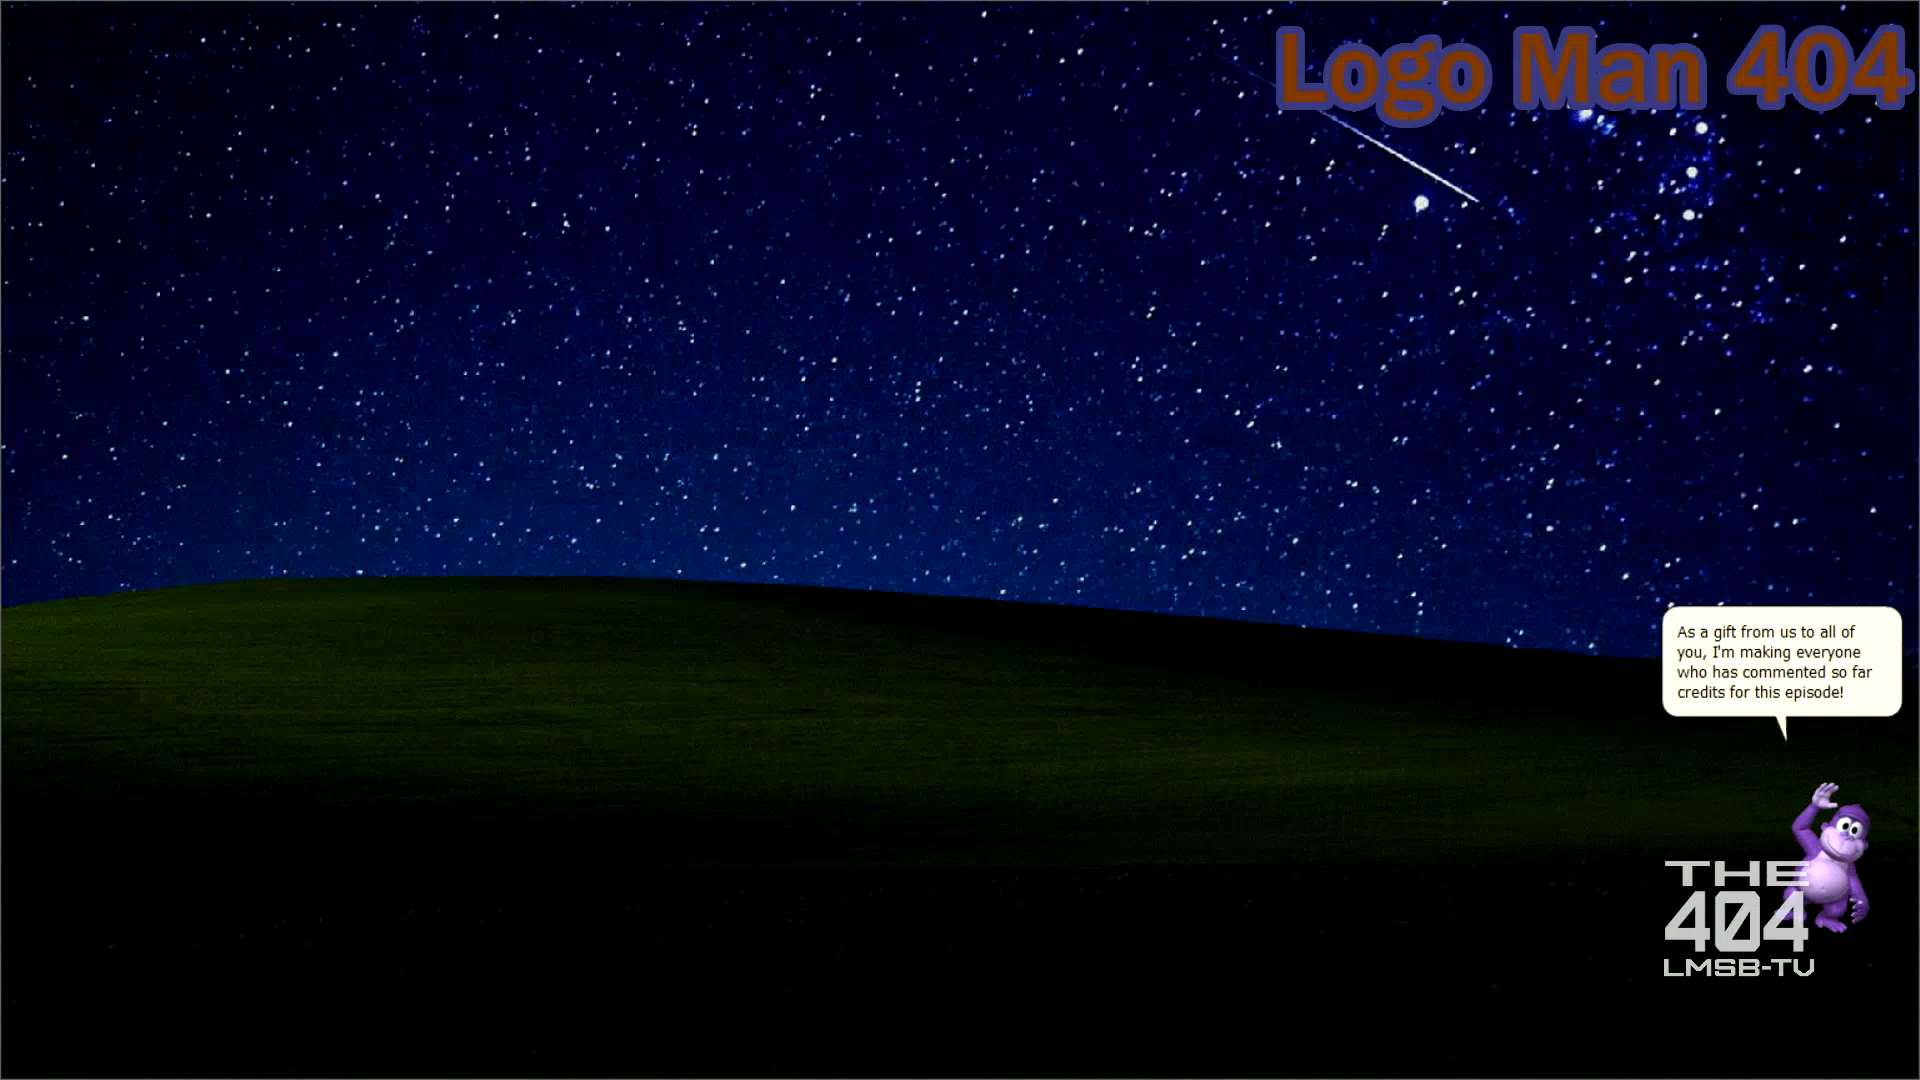 Logo Man 404
As a gift from us to all of
you, I'm making everyone
who has commented so far
credits for this episode!
THE
404
LMSB-TV